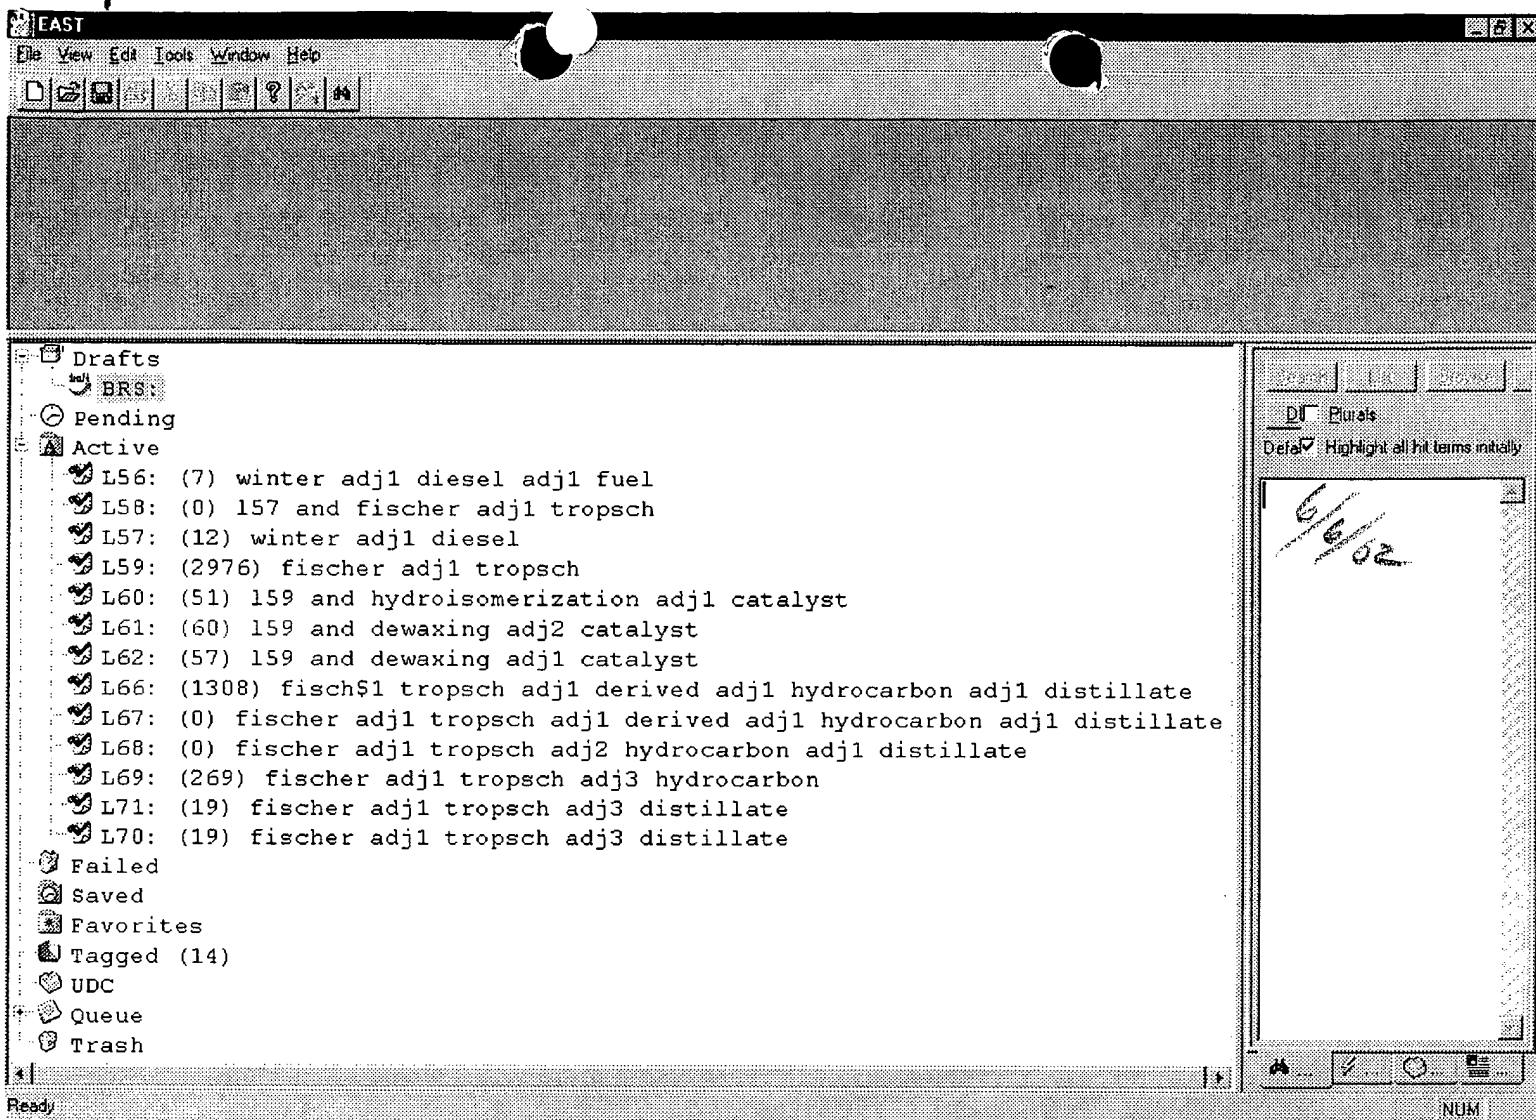 EAST
File View Edit Tools Window Help
Drafts
BRS:
Pending
Active
L56: (7) winter adj1 diesel adj1 fuel
L58: (0) l57 and fischer adj1 tropsch
L57: (12) winter adj1 diesel
L59: (2976) fischer adj1 tropsch
L60: (51) l59 and hydroisomerization adj1 catalyst
L61: (60) l59 and dewaxing adj2 catalyst
L62: (57) l59 and dewaxing adj1 catalyst
L66: (1308) fisch$1 tropsch adj1 derived adj1 hydrocarbon adj1 distillate
L67: (0) fischer adj1 tropsch adj1 derived adj1 hydrocarbon adj1 distillate
L68: (0) fischer adj1 tropsch adj2 hydrocarbon adj1 distillate
L69: (269) fischer adj1 tropsch adj3 hydrocarbon
L71: (19) fischer adj1 tropsch adj3 distillate
L70: (19) fischer adj1 tropsch adj3 distillate
Failed
Saved
Favorites
Tagged (14)
UDC
Queue
Trash
Plurals
Highlight all hit terms initially
6/6/02
Ready
NUM